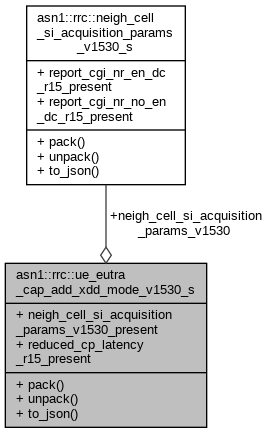 asn1::rrc::neigh_cell
_si_acquisition_params
_v1530_s
+ report_cgi_nr_en_dc
_r15_present
+ report_cgi_nr_no_en
_dc_r15_present
+ pack()
+ unpack()
+ to_json()
+neigh_cell_si_acquisition
_params_v1530
asn1::rrc::ue_eutra
_cap_add_xdd_mode_v1530_s
+ neigh_cell_si_acquisition
_params_v1530_present
+ reduced_cp_latency
_r15_present
+ pack()
+ unpack()
+ to_json()